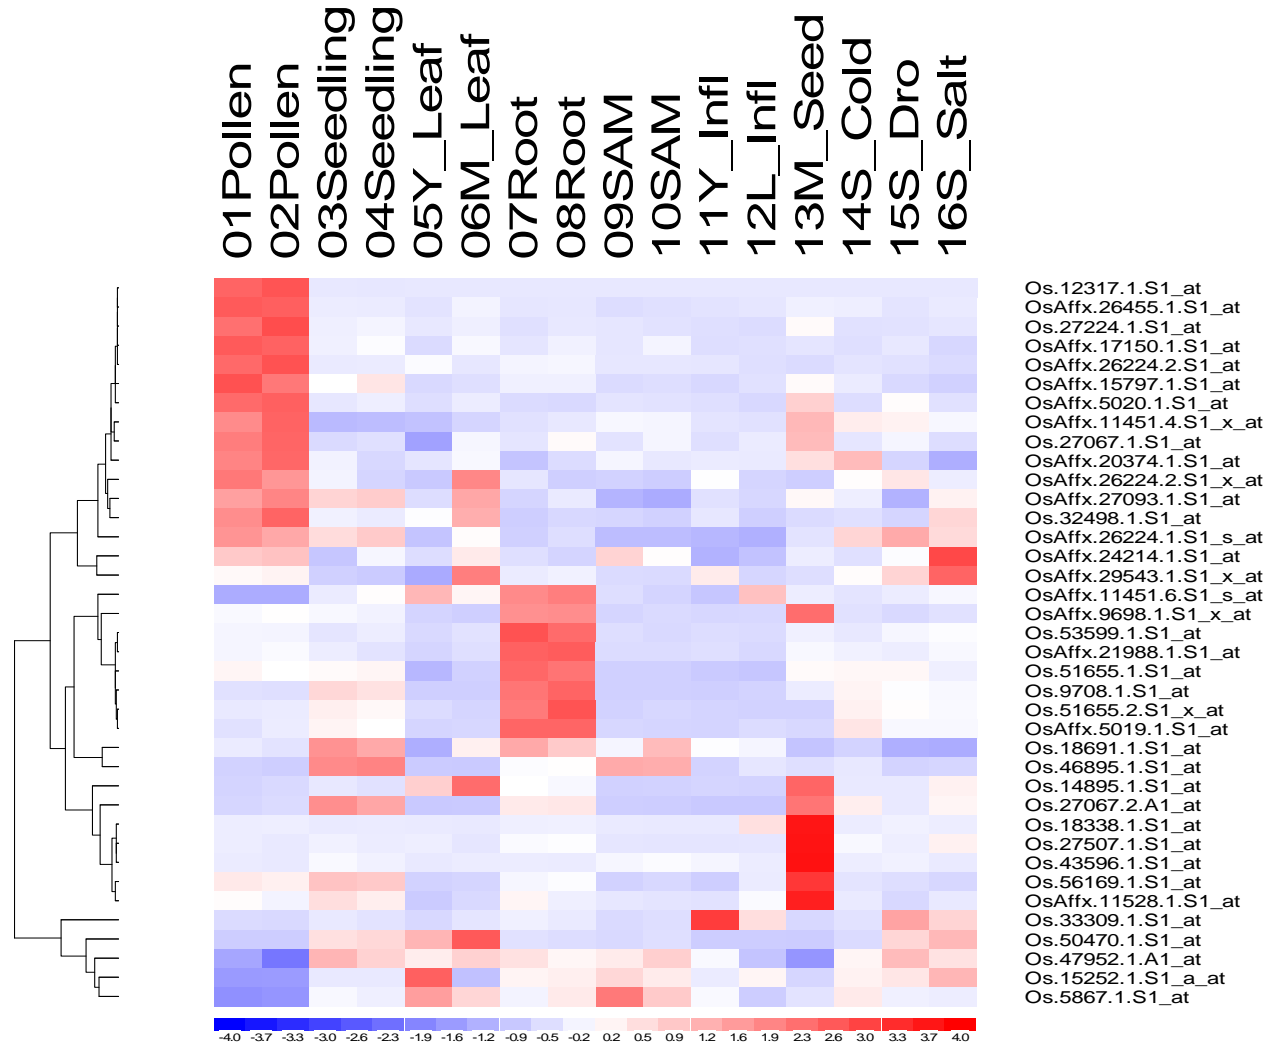 01Pollen
02Pollen
03Seedling
04Seedling
05Y_Leaf
06M_Leaf
07Root
08Root
09SAM
10SAM
11Y_Infl
12L_Infl
13M_Seed
14S_Cold
15S_Dro
16S_Salt
Os.12317.1.S1_at
OsAffx.26455.1.S1_at
Os.27224.1.S1_at
OsAffx.17150.1.S1_at
OsAffx.26224.2.S1_at
OsAffx.15797.1.S1_at
OsAffx.5020.1.S1_at
OsAffx.11451.4.S1_x_at
Os.27067.1.S1_at
OsAffx.20374.1.S1_at
OsAffx.26224.2.S1_x_at
OsAffx.27093.1.S1_at
Os.32498.1.S1_at
OsAffx.26224.1.S1_s_at
OsAffx.24214.1.S1_at
OsAffx.29543.1.S1_x_at
OsAffx.11451.6.S1_s_at
OsAffx.9698.1.S1_x_at
Os.53599.1.S1_at
OsAffx.21988.1.S1_at
Os.51655.1.S1_at
Os.9708.1.S1_at
Os.51655.2.S1_x_at
OsAffx.5019.1.S1_at
Os.18691.1.S1_at
Os.46895.1.S1_at
Os.14895.1.S1_at
Os.27067.2.A1_at
Os.18338.1.S1_at
Os.27507.1.S1_at
Os.43596.1.S1_at
Os.56169.1.S1_at
OsAffx.11528.1.S1_at
Os.33309.1.S1_at
Os.50470.1.S1_at
Os.47952.1.A1_at
Os.15252.1.S1_a_at
Os.5867.1.S1_at
-4.0 -3.7 -3.3 -3.0 -2.6 -2.3 -1.9 -1.6 -1.2 -0.9 -0.5 -0.2 0.2 0.5 0.9 1.2 1.6 1.9 2.3 2.6 3.0 3.3 3.7 4.0